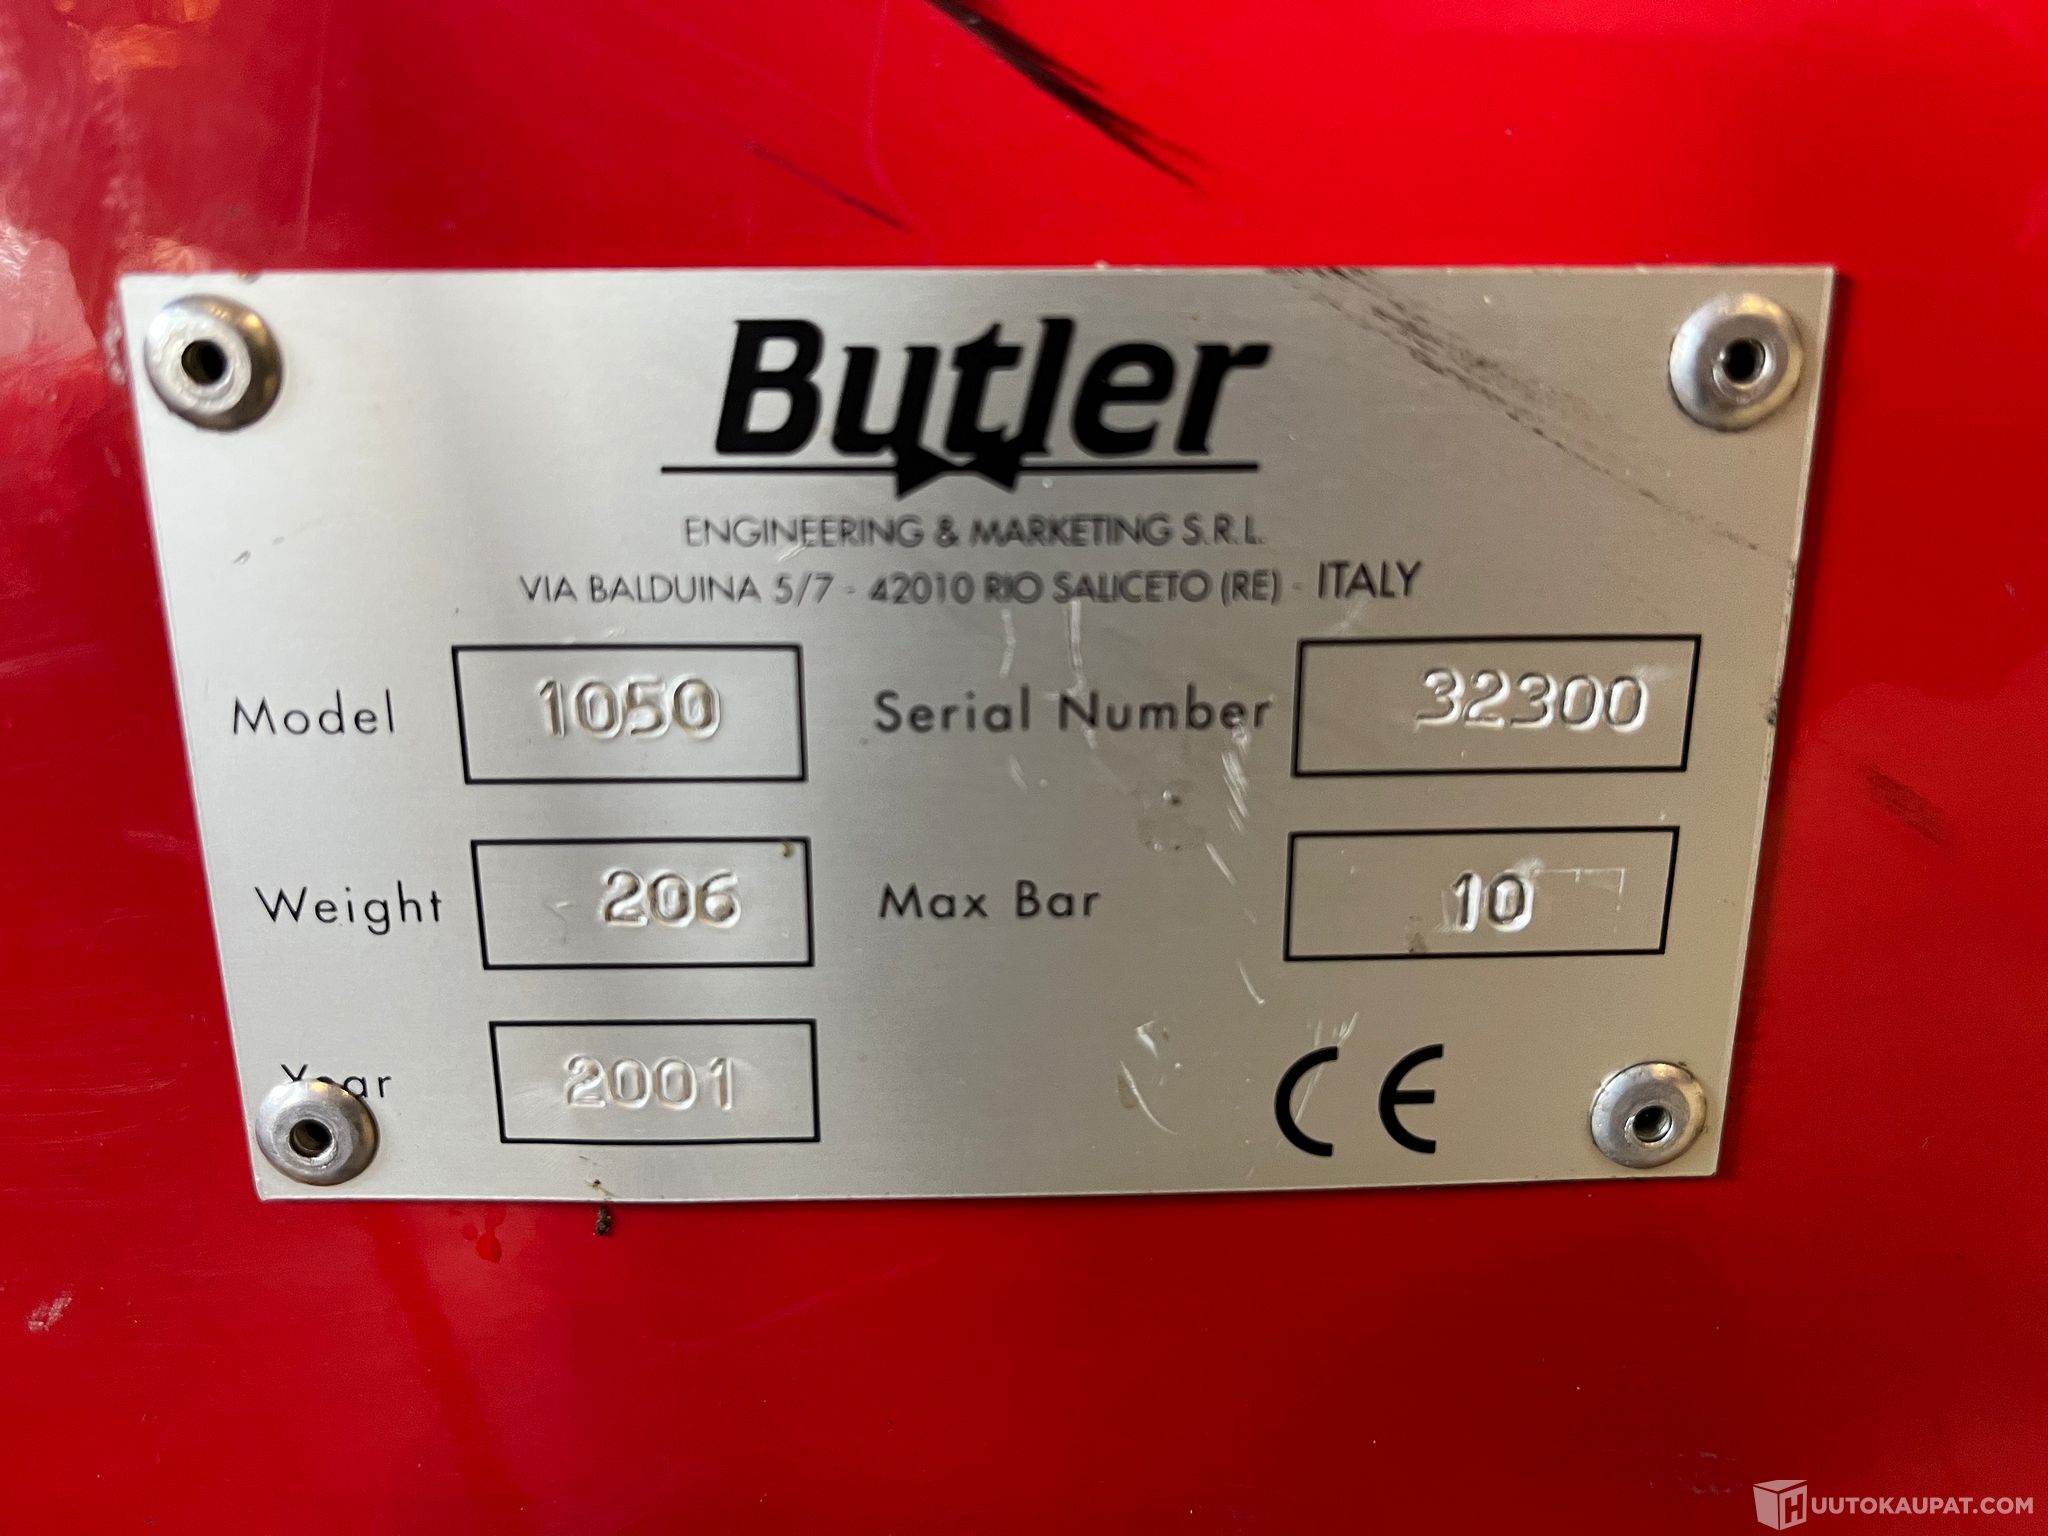 Butler
ENGINEERING & MARKETING S.R.L.
VIA BALDUINA 5/7 - 42010 RIO SALICETO (RE) - ITALY
Model 1050 Serial Number 32300
Weight 206 Max Bar 10
Year 2001 CE
HUUTOKAUPAT.COM